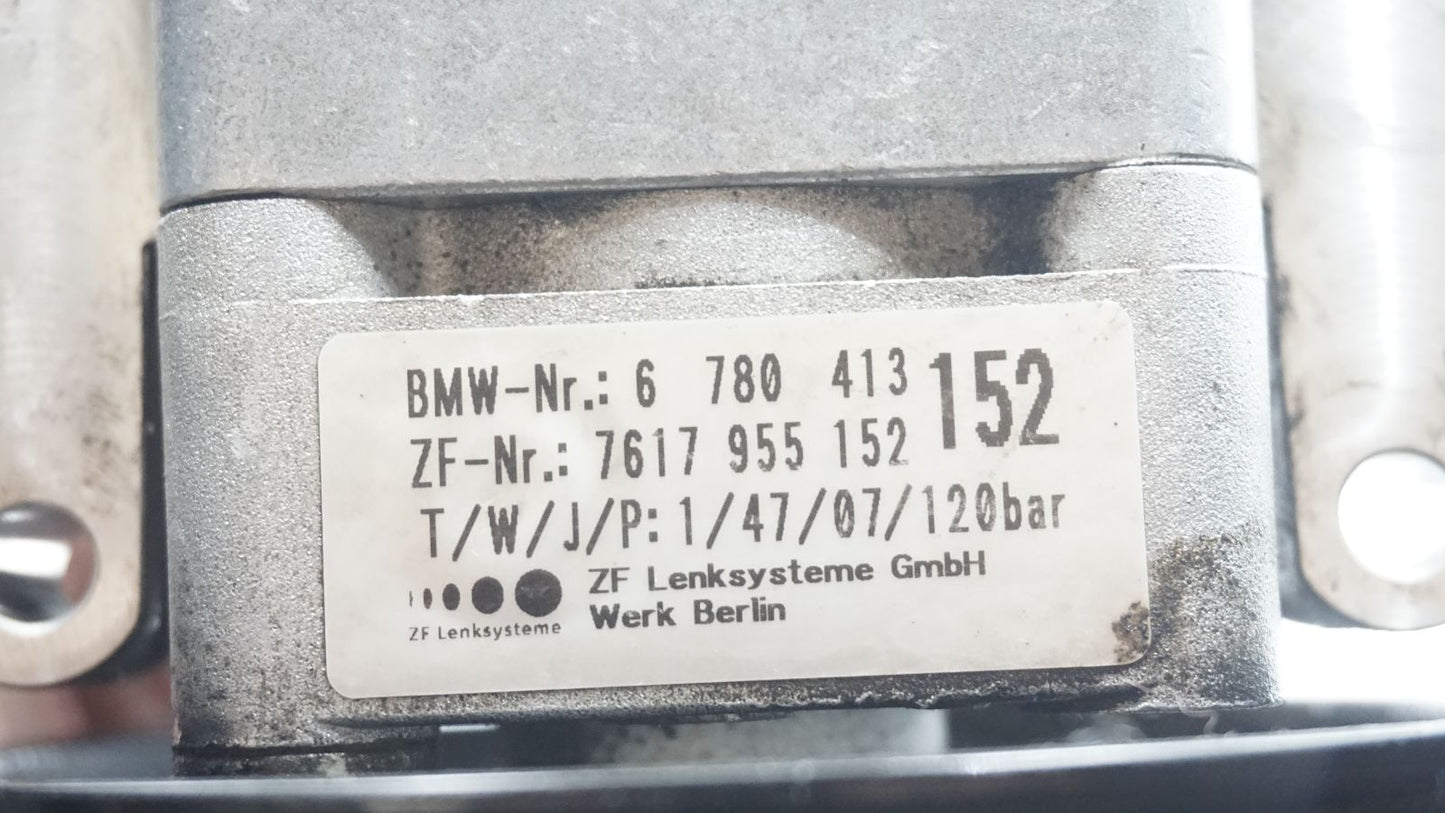 BMW-Nr.: 6 780 413 152
ZF-Nr.: 7617 955 152
T/W/J/P: 1/47/07/120bar
ZF Lenksysteme GmbH
Werk Berlin
ZF Lenksysteme